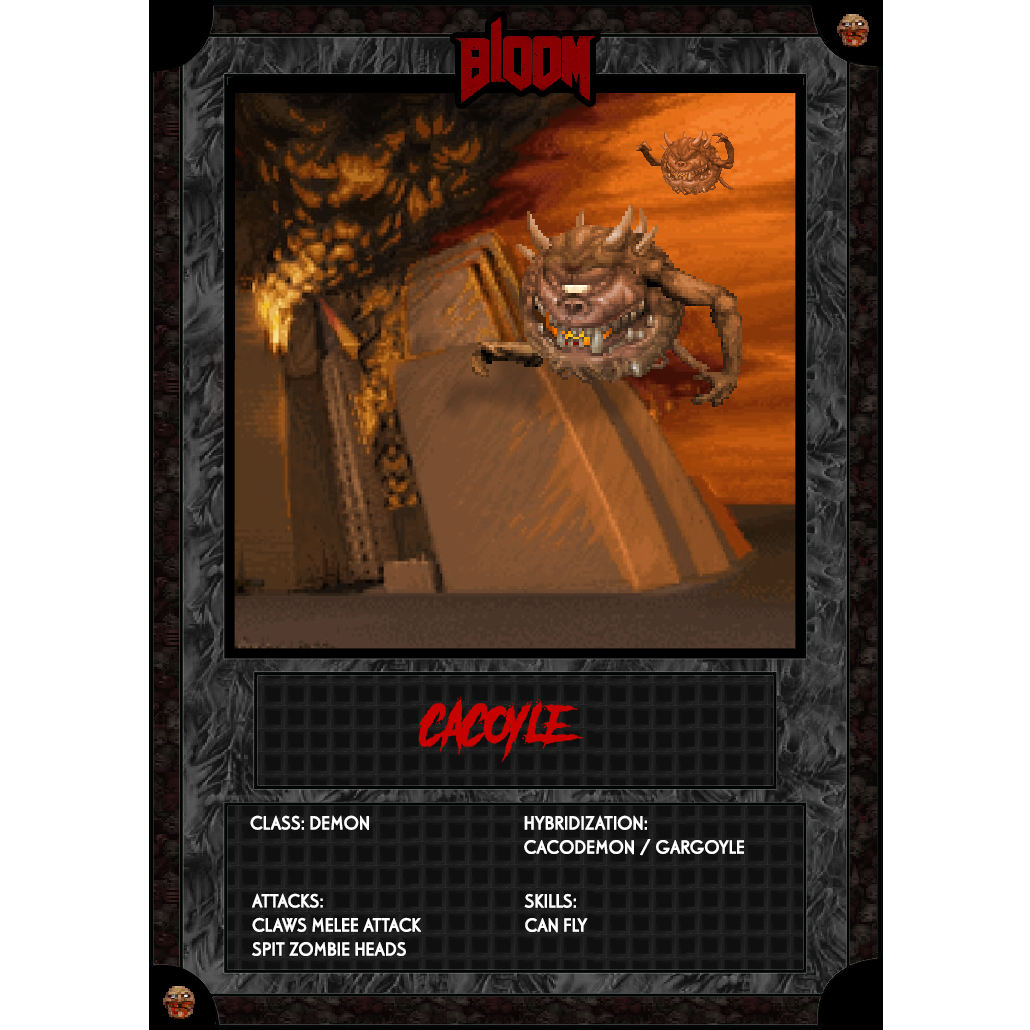 BLOOM
CACOYLE
CLASS: DEMON
HYBRIDIZATION:
CACODEMON / GARGOYLE
ATTACKS:
CLAWS MELEE ATTACK
SPIT ZOMBIE HEADS
SKILLS:
CAN FLY